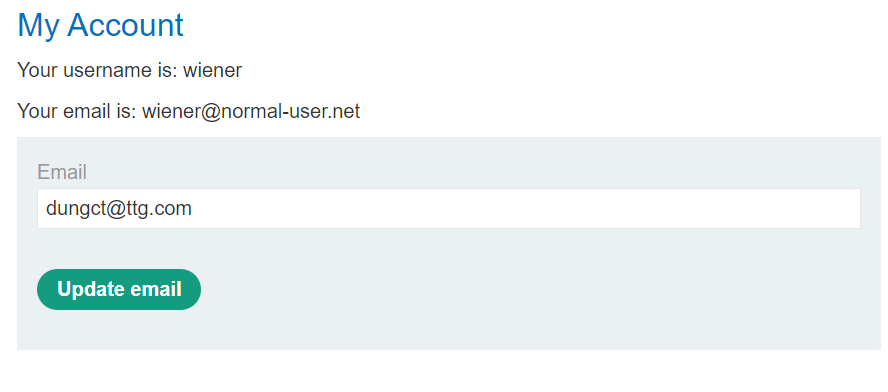 My Account
Your username is: wiener
Your email is: wiener@normal-user.net
Email
dungct@ttg.com
Update email